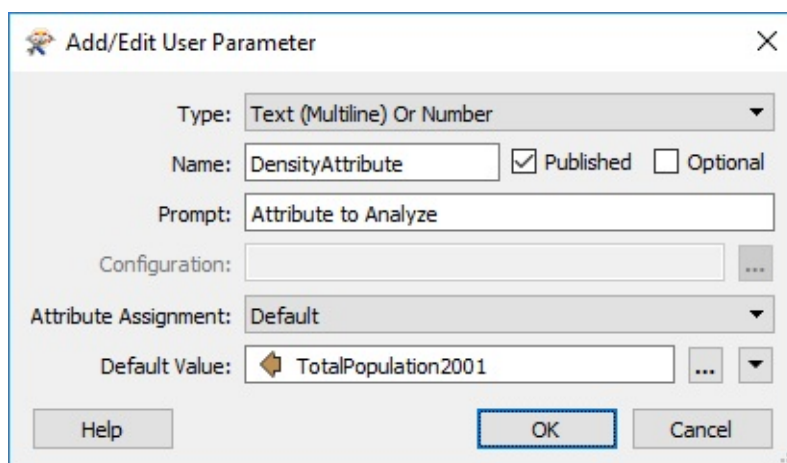 Add/Edit User Parameter
Type: Text (Multiline) Or Number
Name: DensityAttribute Published Optional
Prompt: Attribute to Analyze
Configuration: ...
Attribute Assignment: Default
Default Value: TotalPopulation2001 ...
Help OK Cancel